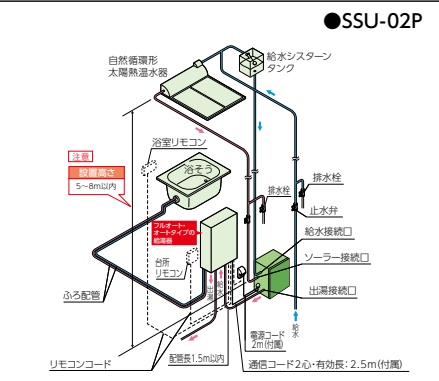 ●SSU-02P
自然循環形
太陽熱温水器
給水システーン
タンク
浴室リモコン
注意
設置高さ
5～8m以内
浴そう
排水栓
排水栓
止水弁
フルオート・
オートタイプの
給湯器
給水接続口
台所
リモコン
ソーラー接続口
出湯接続口
ふろ配管
出湯
給水
給水
電源コード
2m(付属)
配管長1.5m以内
リモコンコード
通信コード2心・有効長：2.5m(付属)